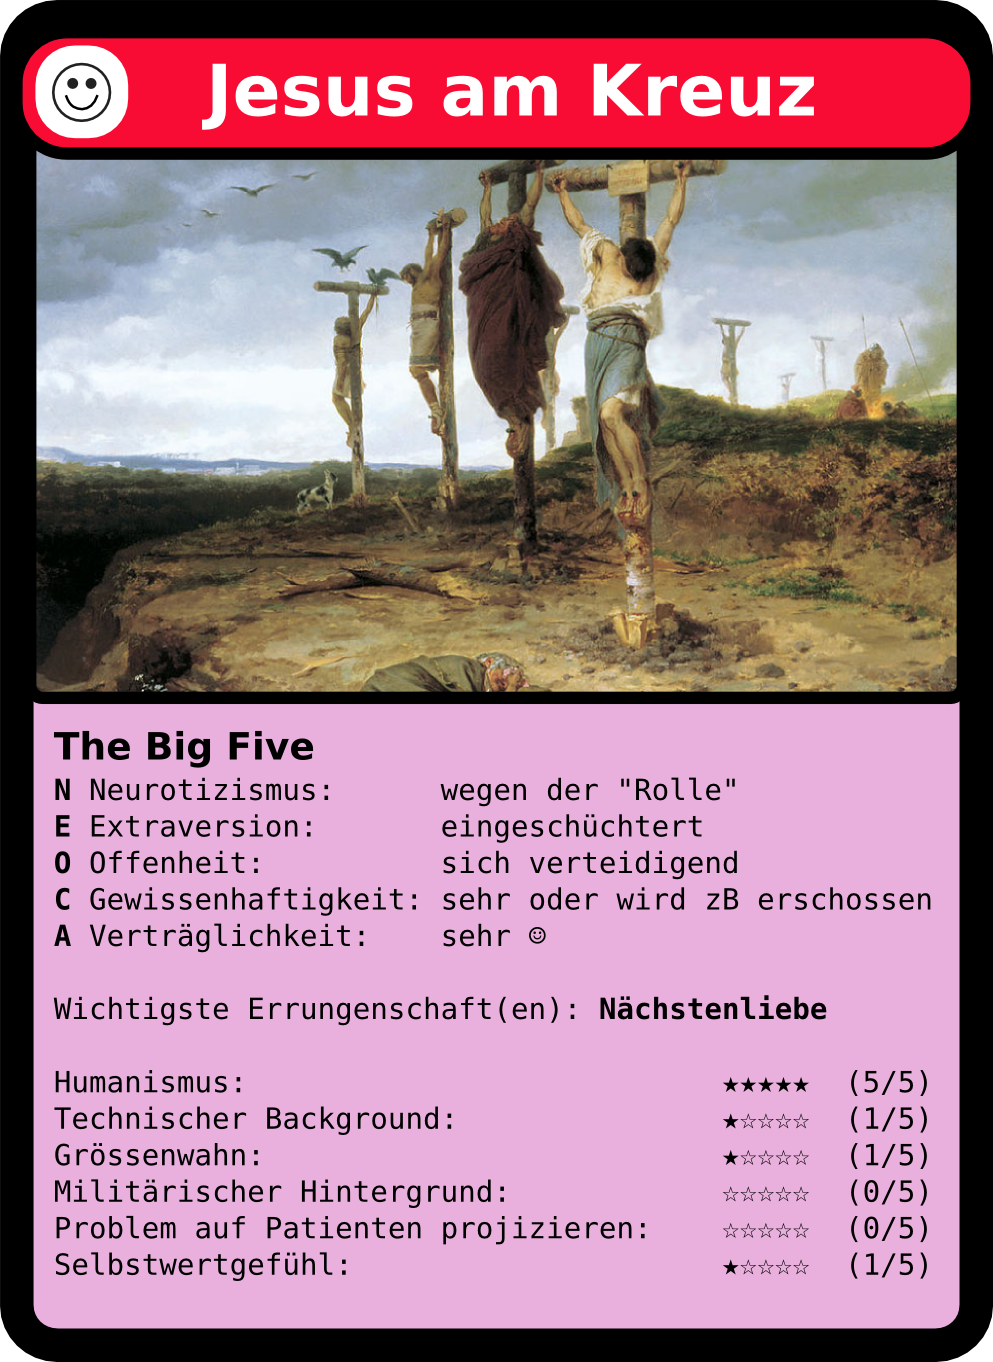 Jesus am Kreuz
The Big Five
N Neurotizismus: wegen der "Rolle"
E Extraversion: eingeschüchtert
O Offenheit: sich verteidigend
C Gewissenhaftigkeit: sehr oder wird zB erschossen
A Verträglichkeit: sehr ☺
Wichtigste Errungenschaft(en): Nächstenliebe
Humanismus: ★★★★★ (5/5)
Technischer Background: ★☆☆☆☆ (1/5)
Grössenwahn: ★☆☆☆☆ (1/5)
Militärischer Hintergrund: ☆☆☆☆☆ (0/5)
Problem auf Patienten projizieren: ☆☆☆☆☆ (0/5)
Selbstwertgefühl: ★☆☆☆☆ (1/5)